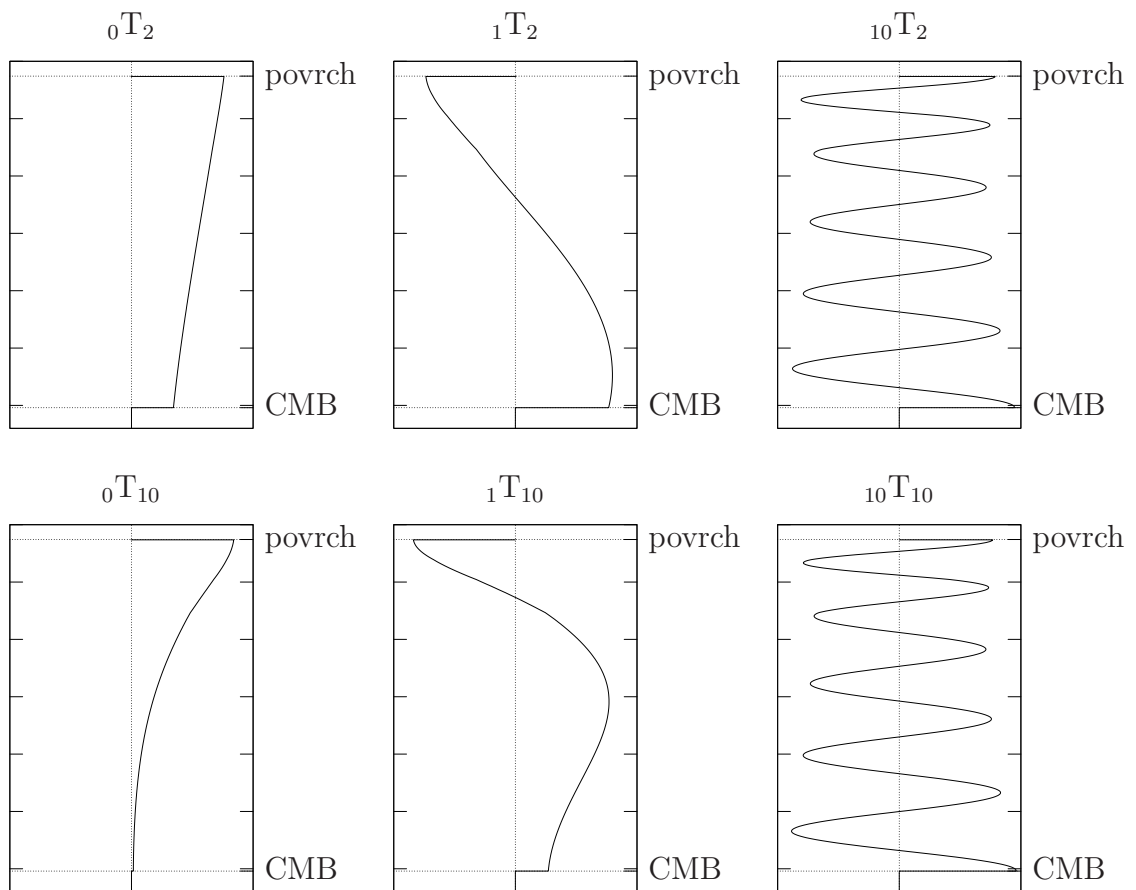 ₀T₂
₁T₂
₁₀T₂
povrch
povrch
povrch
CMB
CMB
CMB
₀T₁₀
₁T₁₀
₁₀T₁₀
povrch
povrch
povrch
CMB
CMB
CMB